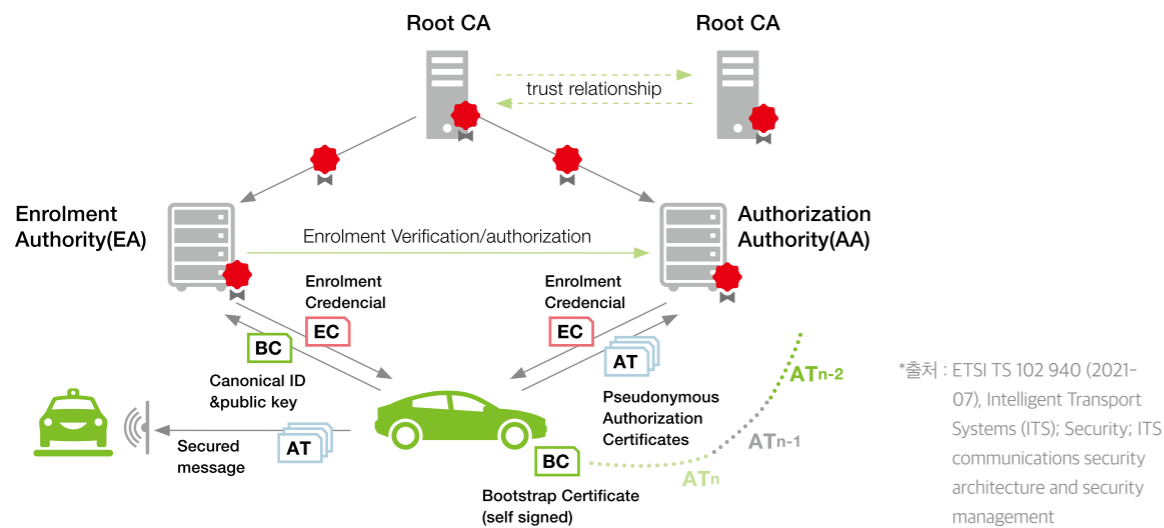 Root CA
Root CA
trust relationship
Enrolment
Authority(EA)
Authorization
Authority(AA)
Enrolment Verification/authorization
Enrolment
Credencial
EC
BC
Canonical ID
&public key
Enrolment
Credencial
EC
AT
Pseudonymous
Authorization
Certificates
Secured
message
AT
BC
Bootstrap Certificate
(self signed)
ATn
ATn-1
ATn-2
*출처 : ETSI TS 102 940 (2021-
07), Intelligent Transport
Systems (ITS); Security; ITS
communications security
architecture and security
management